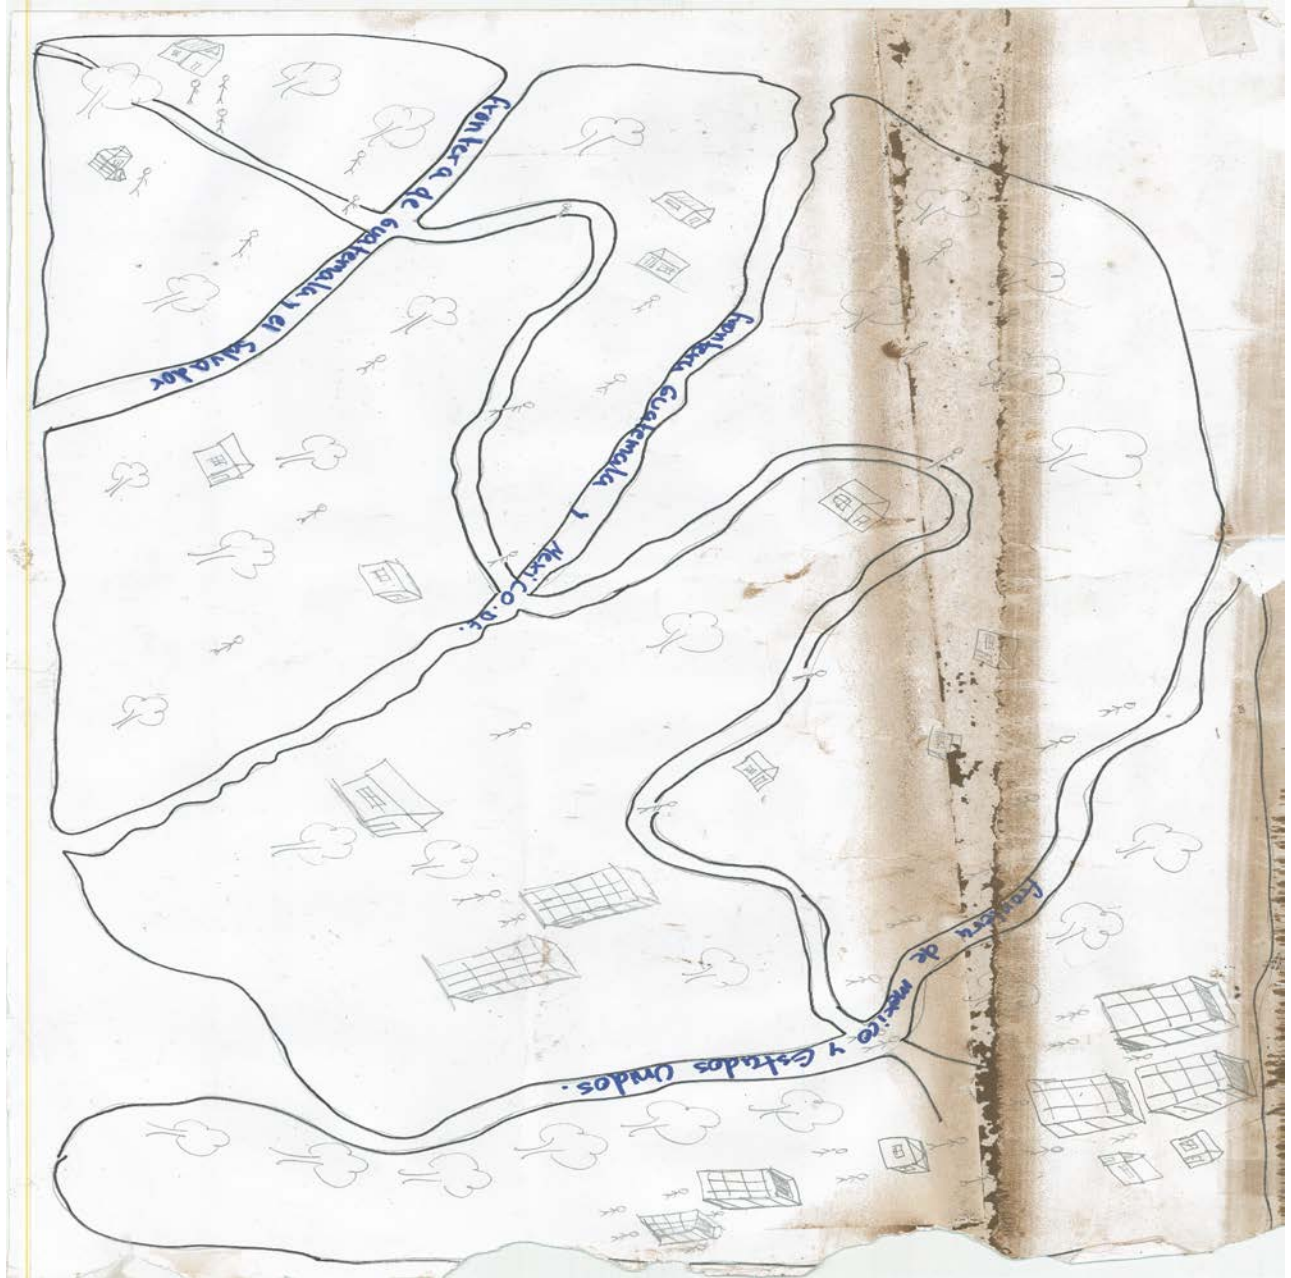 frontera de Guatemala y el Salvador
frontera Guatemala y Mexico.DF.
frontera de mexico y Estados Unidos.